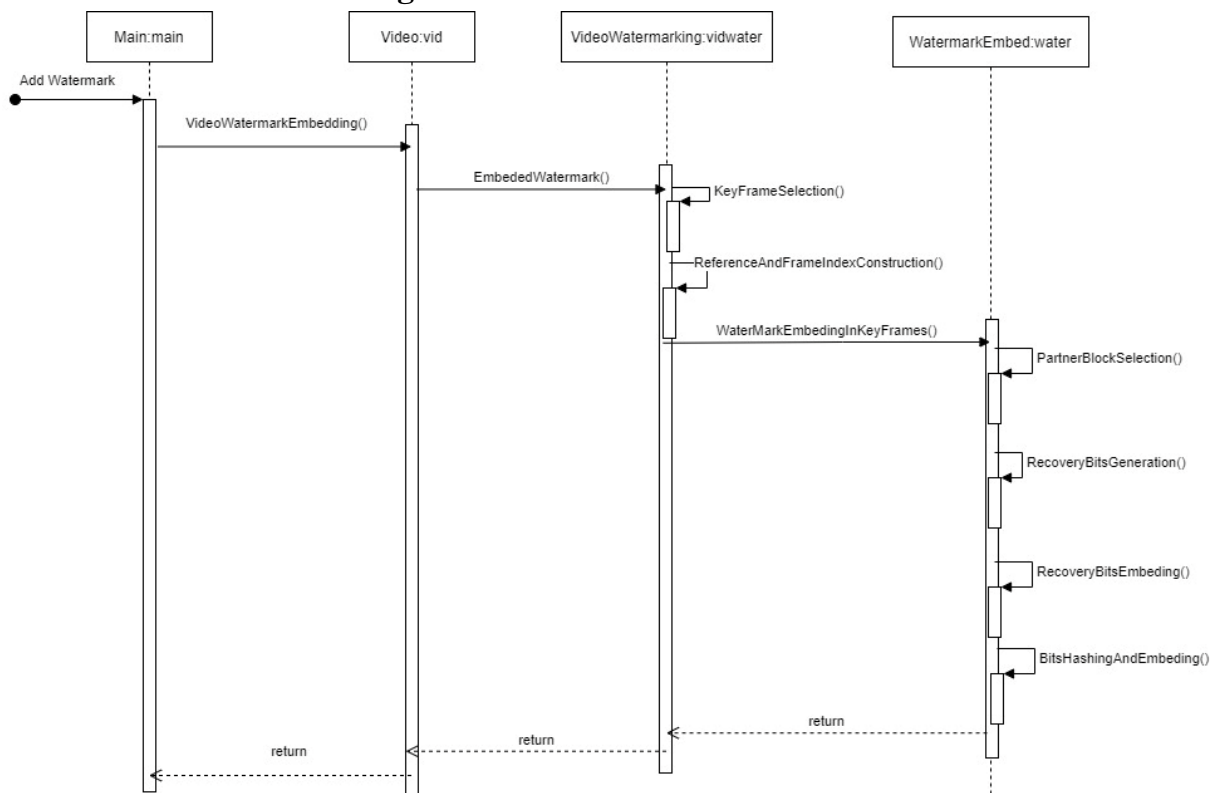 Main:main
Video:vid
VideoWatermarking:vidwater
WatermarkEmbed:water
Add Watermark
VideoWatermarkEmbedding()
EmbededWatermark()
KeyFrameSelection()
ReferenceAndFrameIndexConstruction()
WaterMarkEmbedingInKeyFrames()
PartnerBlockSelection()
RecoveryBitsGeneration()
RecoveryBitsEmbeding()
BitsHashingAndEmbeding()
return
return
return